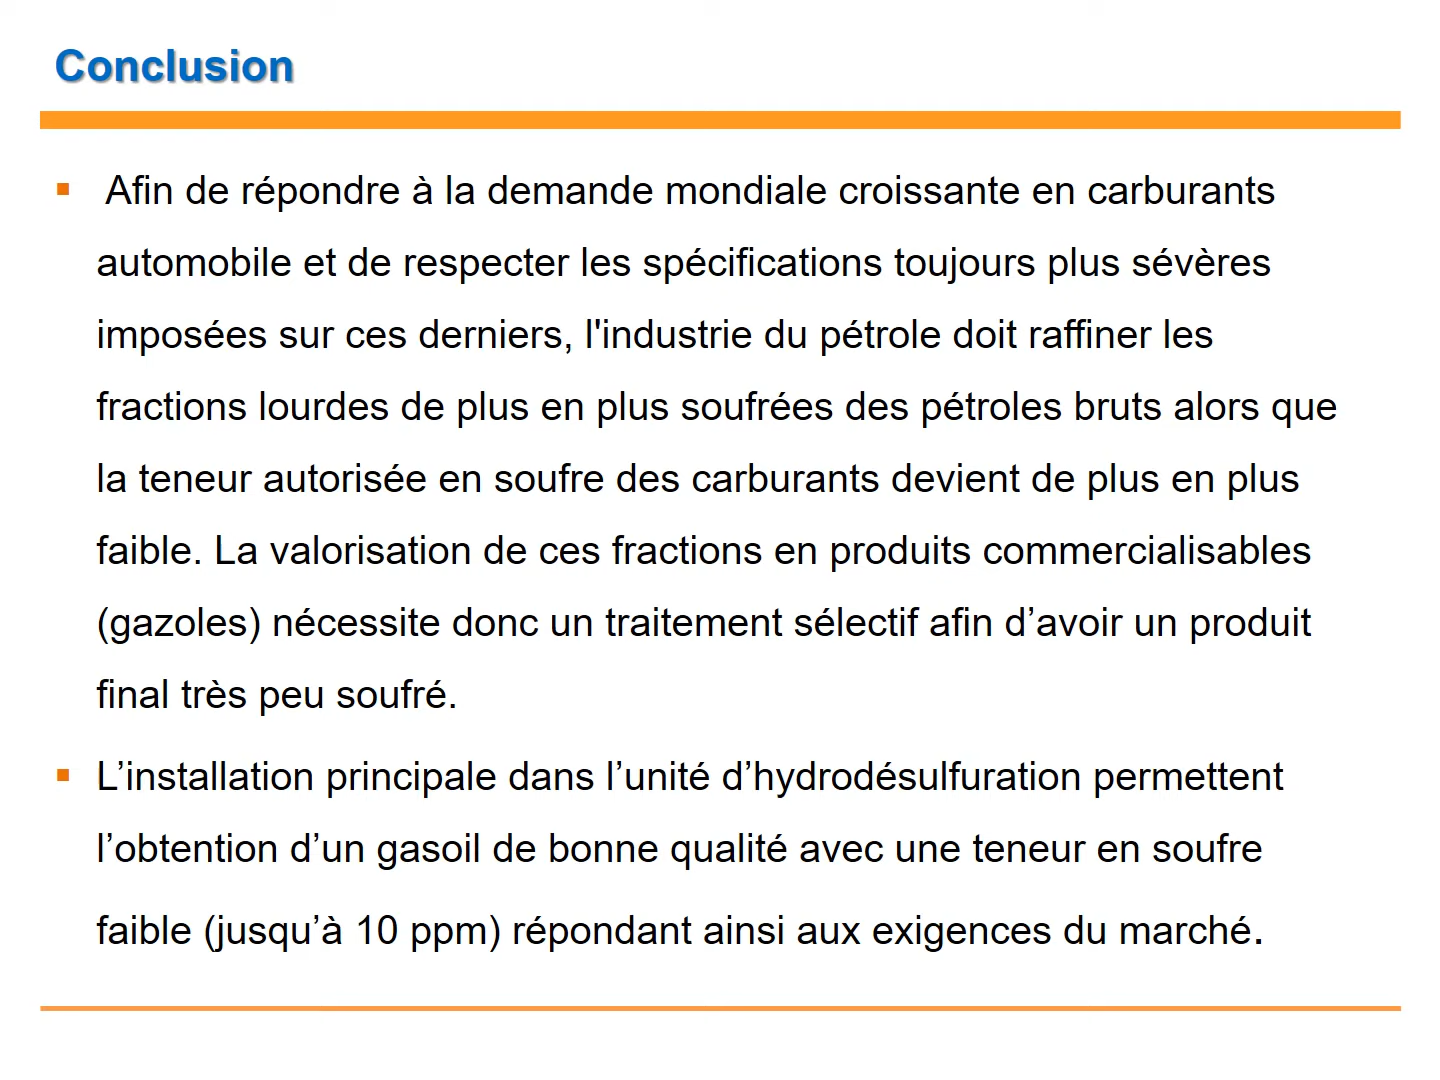 Conclusion
▪ Afin de répondre à la demande mondiale croissante en carburants
automobile et de respecter les spécifications toujours plus sévères
imposées sur ces derniers, l'industrie du pétrole doit raffiner les
fractions lourdes de plus en plus soufrées des pétroles bruts alors que
la teneur autorisée en soufre des carburants devient de plus en plus
faible. La valorisation de ces fractions en produits commercialisables
(gazoles) nécessite donc un traitement sélectif afin d’avoir un produit
final très peu soufré.
▪ L’installation principale dans l’unité d’hydrodésulfuration permettent
l’obtention d’un gasoil de bonne qualité avec une teneur en soufre
faible (jusqu’à 10 ppm) répondant ainsi aux exigences du marché.